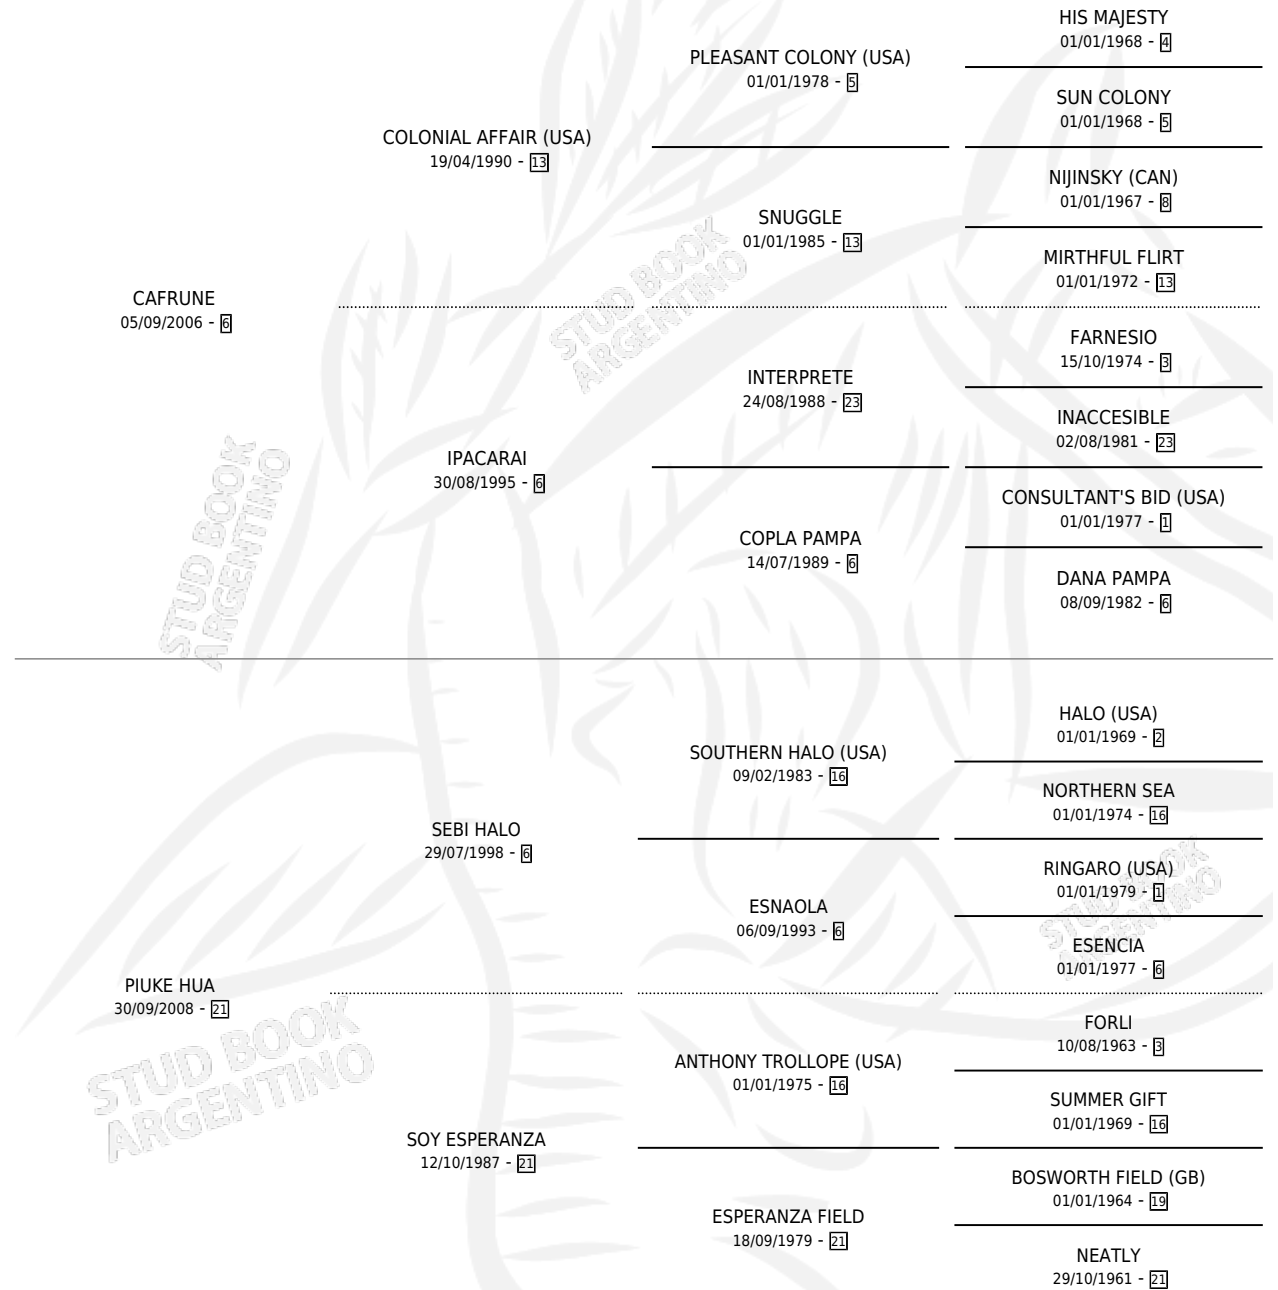 HIS MAJESTY
01/01/1968 - 4
PLEASANT COLONY (USA)
01/01/1978 - 5
SUN COLONY
01/01/1968 - 5
COLONIAL AFFAIR (USA)
19/04/1990 - 13
NIJINSKY (CAN)
01/01/1967 - 8
SNUGGLE
01/01/1985 - 13
MIRTHFUL FLIRT
01/01/1972 - 13
CAFRUNE
05/09/2006 - 6
STUD BOOK
ARGENTINO
FARNESIO
15/10/1974 - 3
INTERPRETE
24/08/1988 - 23
INACCESIBLE
02/08/1981 - 23
IPACARAI
30/08/1995 - 6
CONSULTANT'S BID (USA)
01/01/1977 - 1
COPLA PAMPA
14/07/1989 - 6
DANA PAMPA
08/09/1982 - 6
STUD BOOK
ARGENTINO
HALO (USA)
01/01/1969 - 2
SOUTHERN HALO (USA)
09/02/1983 - 16
NORTHERN SEA
01/01/1974 - 16
SEBI HALO
29/07/1998 - 6
RINGARO (USA)
01/01/1979 - 1
ESNAOLA
06/09/1993 - 6
STUD BOOK
ARGENTINO
ESENCIA
01/01/1977 - 6
PIUKE HUA
30/09/2008 - 21
FORLI
10/08/1963 - 3
ANTHONY TROLLOPE (USA)
01/01/1975 - 16
STUD BOOK
ARGENTINO
SUMMER GIFT
01/01/1969 - 16
SOY ESPERANZA
12/10/1987 - 21
BOSWORTH FIELD (GB)
01/01/1964 - 19
ESPERANZA FIELD
18/09/1979 - 21
NEATLY
29/10/1961 - 21